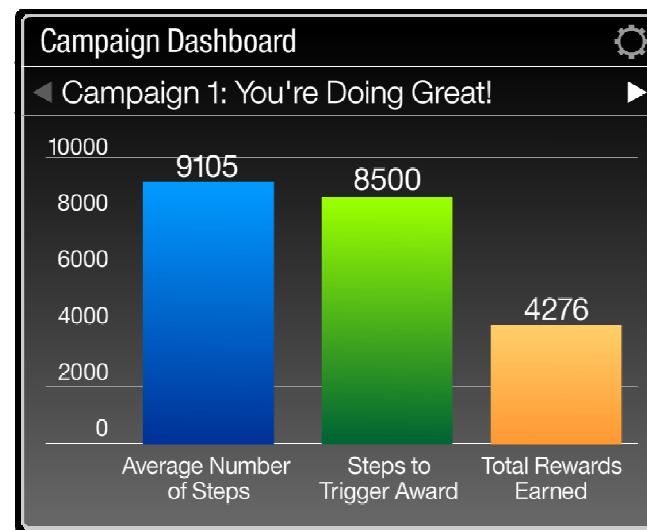 Campaign Dashboard
Campaign 1: You're Doing Great!
10000
8000
6000
4000
2000
0
9105
8500
4276
Average Number
of Steps
Steps to
Trigger Award
Total Rewards
Earned